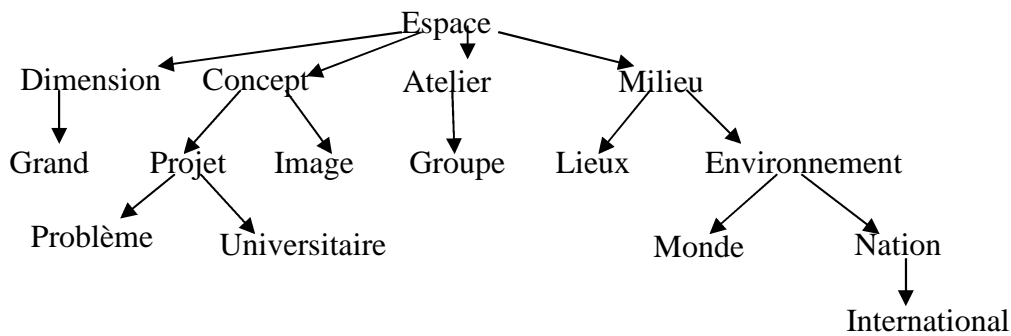 Espace
Dimension Concept Atelier Milieu
Grand Projet Image Groupe Lieux Environnement
Problème Universitaire Monde Nation
International